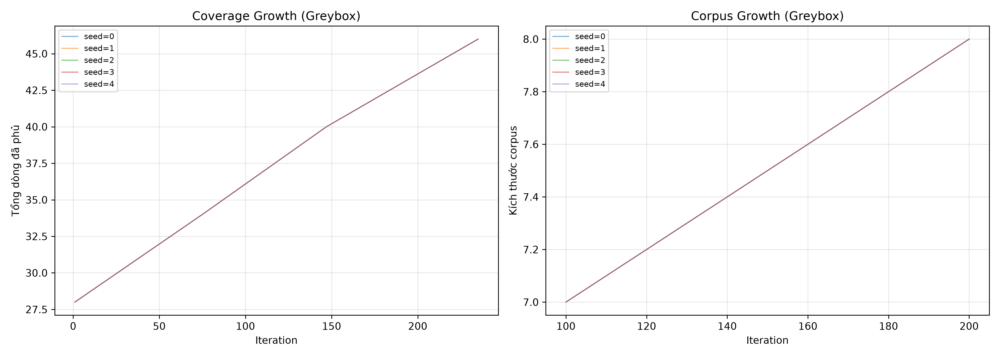 Coverage Growth (Greybox)
seed=0
seed=1
seed=2
seed=3
seed=4
Tổng dòng đã phủ
45.0
42.5
40.0
37.5
35.0
32.5
30.0
27.5
0
50
100
150
200
Iteration
Corpus Growth (Greybox)
seed=0
seed=1
seed=2
seed=3
seed=4
Kích thước corpus
8.0
7.8
7.6
7.4
7.2
7.0
100
120
140
160
180
200
Iteration